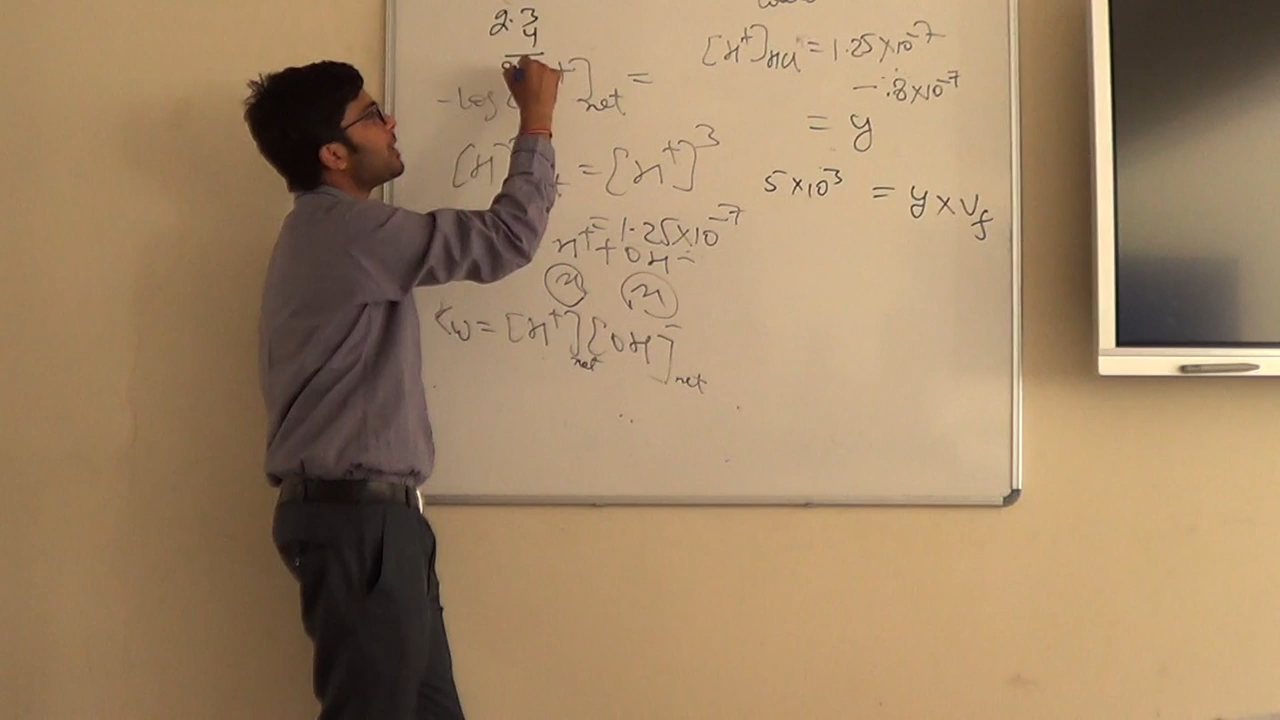 2.3
4
-log [ + ]net =
[H ] = [H+]3
= 1.25×10-7
H+ + OH-
x x
Kw = [H+]net [OH-]net
[H+]HCl = 1.25×10-7
- .8×10-7
= y
5×10-3 = y×Vf